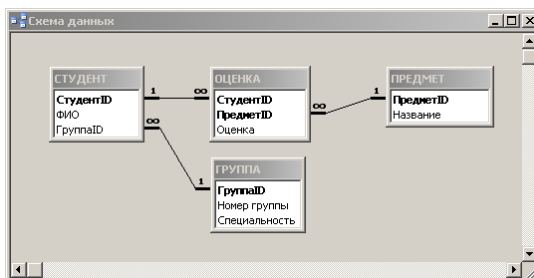 Схема данных
СТУДЕНТ
СтудентID
ФИО
ГруппаID
1
∞
∞
ОЦЕНКА
СтудентID
ПредметID
Оценка
∞
1
ПРЕДМЕТ
ПредметID
Название
1
ГРУППА
ГруппаID
Номер группы
Специальность